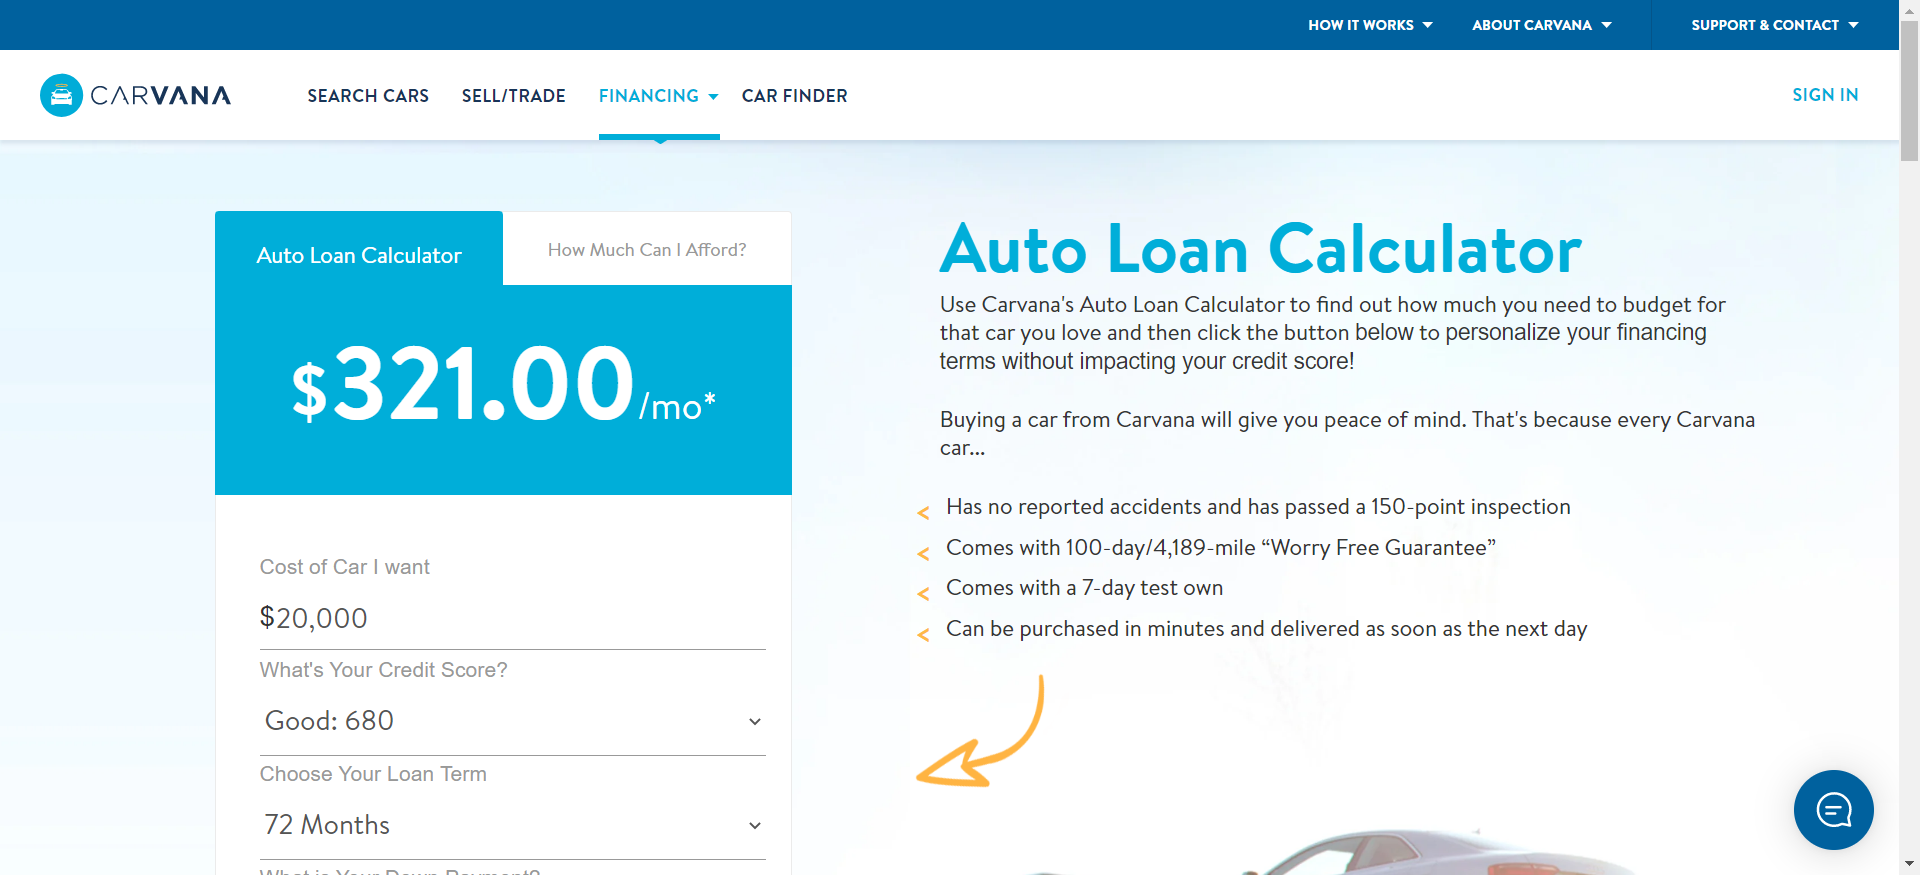 HOW IT WORKS
ABOUT CARVANA
SUPPORT & CONTACT
CARVANA
SEARCH CARS
SELL/TRADE
FINANCING
CAR FINDER
SIGN IN
Auto Loan Calculator
How Much Can I Afford?
$321.00/mo*
Cost of Car I want
$20,000
What's Your Credit Score?
Good: 680
Choose Your Loan Term
72 Months
Auto Loan Calculator
Use Carvana's Auto Loan Calculator to find out how much you need to budget for
that car you love and then click the button below to personalize your financing
terms without impacting your credit score!
Buying a car from Carvana will give you peace of mind. That's because every Carvana
car...
Has no reported accidents and has passed a 150-point inspection
Comes with 100-day/4,189-mile “Worry Free Guarantee”
Comes with a 7-day test own
Can be purchased in minutes and delivered as soon as the next day